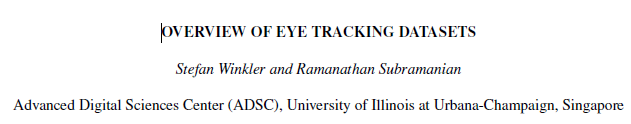 OVERVIEW OF EYE TRACKING DATASETS
Stefan Winkler and Ramanathan Subramanian
Advanced Digital Sciences Center (ADSC), University of Illinois at Urbana-Champaign, Singapore